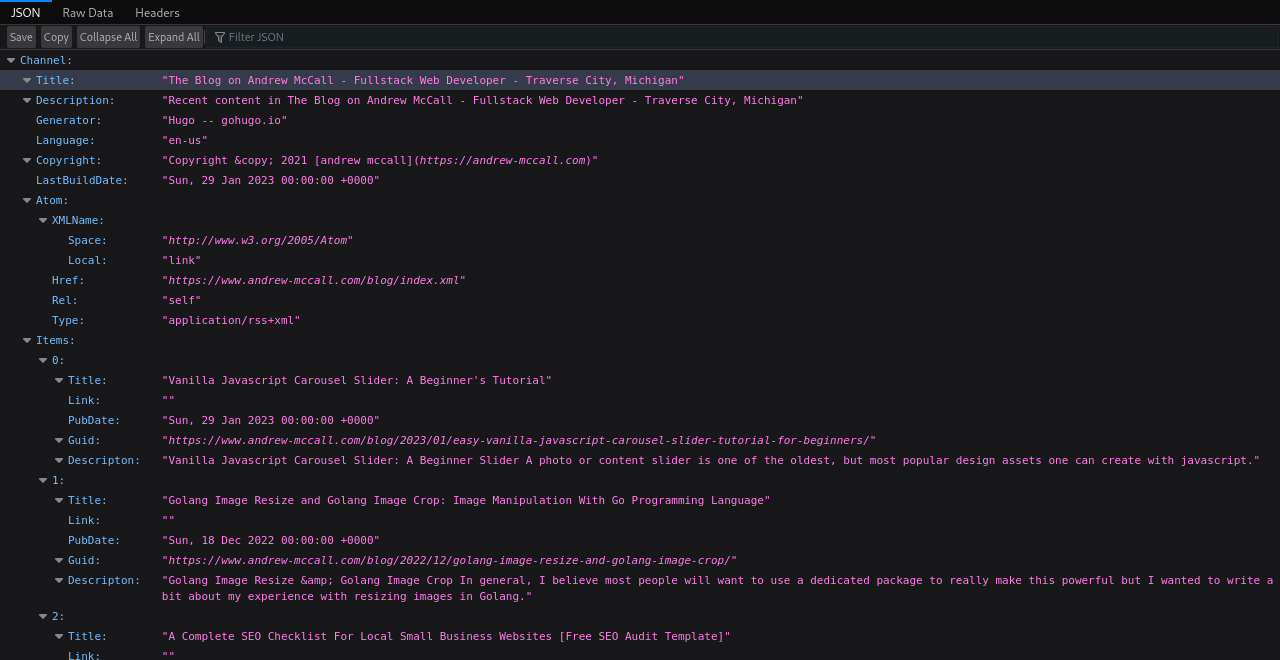 JSON Raw Data Headers
Save Copy Collapse All Expand All Filter JSON
Channel:
Title: "The Blog on Andrew McCall - Fullstack Web Developer - Traverse City, Michigan"
Description: "Recent content in The Blog on Andrew McCall - Fullstack Web Developer - Traverse City, Michigan"
Generator: "Hugo -- gohugo.io"
Language: "en-us"
Copyright: "Copyright &copy; 2021 [andrew mccall](https://andrew-mccall.com)"
LastBuildDate: "Sun, 29 Jan 2023 00:00:00 +0000"
Atom:
XMLName:
Space: "http://www.w3.org/2005/Atom"
Local: "link"
Href: "https://www.andrew-mccall.com/blog/index.xml"
Rel: "self"
Type: "application/rss+xml"
Items:
0:
Title: "Vanilla Javascript Carousel Slider: A Beginner's Tutorial"
Link: ""
PubDate: "Sun, 29 Jan 2023 00:00:00 +0000"
Guid: "https://www.andrew-mccall.com/blog/2023/01/easy-vanilla-javascript-carousel-slider-tutorial-for-beginners/"
Descripton: "Vanilla Javascript Carousel Slider: A Beginner Slider A photo or content slider is one of the oldest, but most popular design assets one can create with javascript."
1:
Title: "Golang Image Resize and Golang Image Crop: Image Manipulation With Go Programming Language"
Link: ""
PubDate: "Sun, 18 Dec 2022 00:00:00 +0000"
Guid: "https://www.andrew-mccall.com/blog/2022/12/golang-image-resize-and-golang-image-crop/"
Descripton: "Golang Image Resize &amp; Golang Image Crop In general, I believe most people will want to use a dedicated package to really make this powerful but I wanted to write a
bit about my experience with resizing images in Golang."
2:
Title: "A Complete SEO Checklist For Local Small Business Websites [Free SEO Audit Template]"
Link: ""